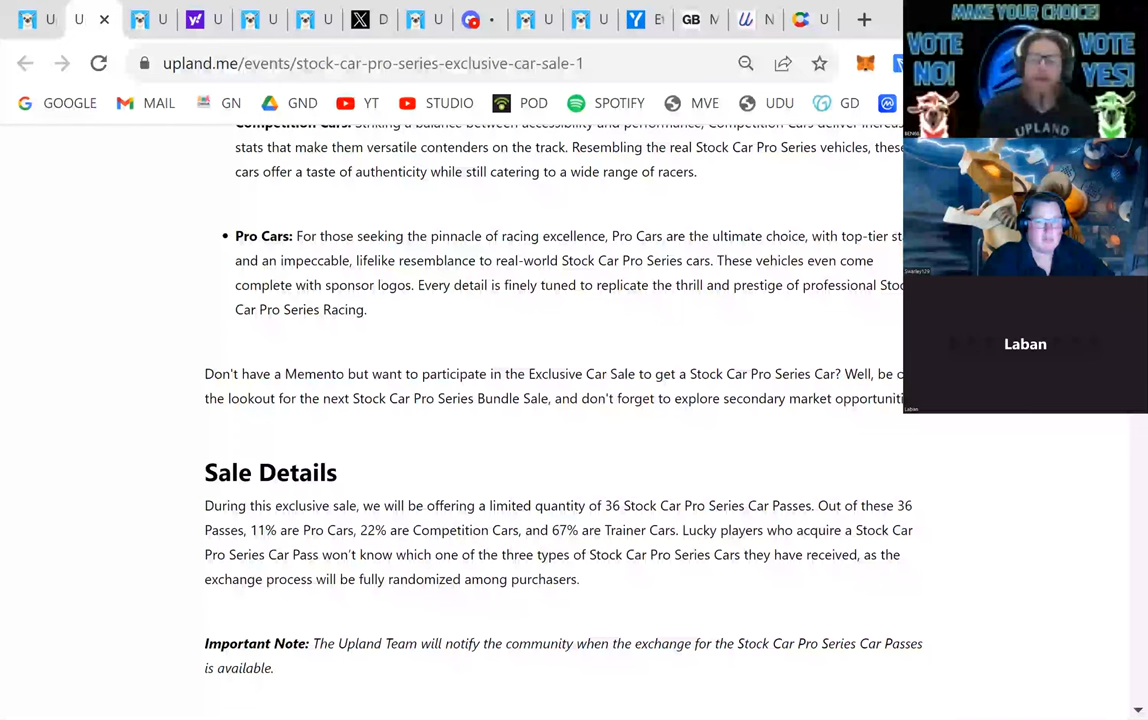 U
U
U
U
D
U
U
U
E
GB
M
N
U
MAKE YOUR CHOICE!
VOTE NO!
VOTE YES!
UPLAND
upland.me/events/stock-car-pro-series-exclusive-car-sale-1
GOOGLE MAIL GN GND YT STUDIO POD SPOTIFY MVE UDU GD
Competition Cars: Striking a balance between accessibility and performance, Competition Cars deliver
stats that make them versatile contenders on the track. Resembling the real Stock Car Pro Series vehicles, these
cars offer a taste of authenticity while still catering to a wide range of racers.
• Pro Cars: For those seeking the pinnacle of racing excellence, Pro Cars are the ultimate choice, with top-tier
and an impeccable, lifelike resemblance to real-world Stock Car Pro Series cars. These vehicles even come
complete with sponsor logos. Every detail is finely tuned to replicate the thrill and prestige of professional
Car Pro Series Racing.
Laban
Laban
Don't have a Memento but want to participate in the Exclusive Car Sale to get a Stock Car Pro Series Car? Well, be
the lookout for the next Stock Car Pro Series Bundle Sale, and don't forget to explore secondary market
Sale Details
During this exclusive sale, we will be offering a limited quantity of 36 Stock Car Pro Series Car Passes. Out of these 36
Passes, 11% are Pro Cars, 22% are Competition Cars, and 67% are Trainer Cars. Lucky players who acquire a Stock Car
Pro Series Car Pass won't know which one of the three types of Stock Car Pro Series Cars they have received, as the
exchange process will be fully randomized among purchasers.
Important Note: The Upland Team will notify the community when the exchange for the Stock Car Pro Series Car Passes
is available.